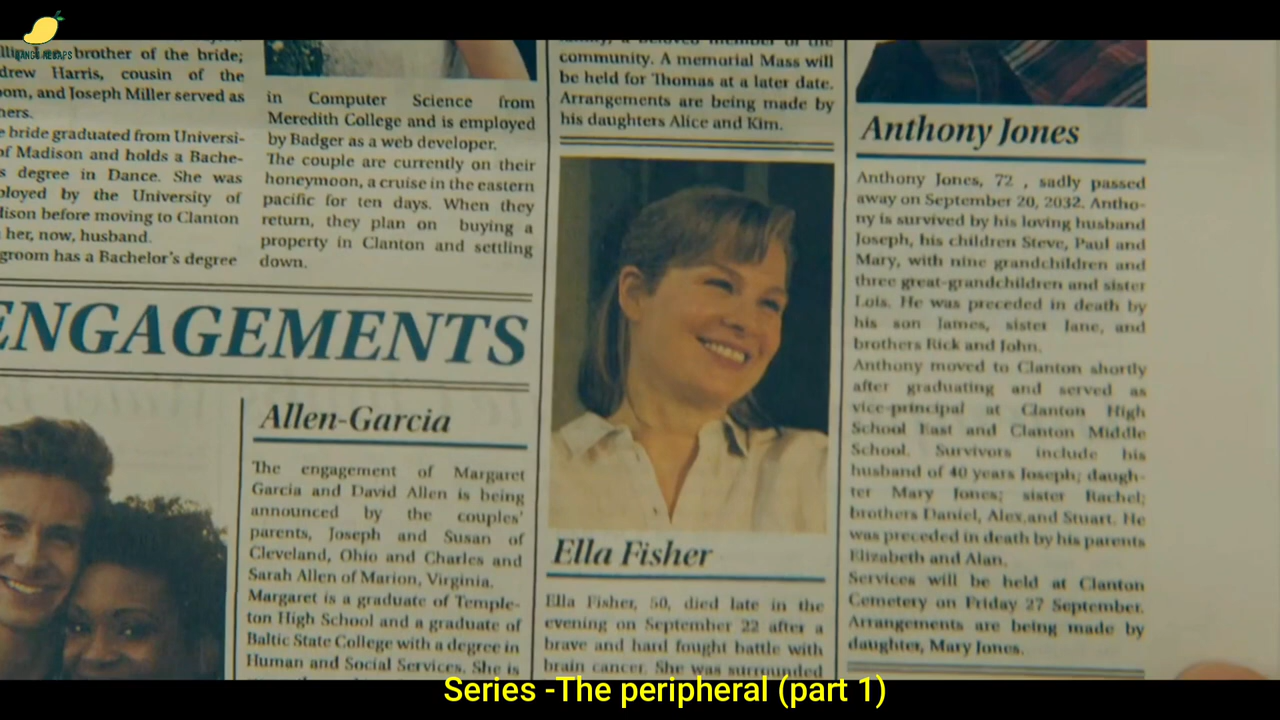 MANGO RECAPS
brother of the bride;
drew Harris, cousin of the
oom, and Joseph Miller served as
hers.
e bride graduated from Universi-
of Madison and holds a Bache-
s degree in Dance. She was
ployed by the University of
dison before moving to Clanton
her, now, husband.
groom has a Bachelor's degree
in Computer Science from
Meredith College and is employed
by Badger as a web developer.
The couple are currently on their
honeymoon, a cruise in the eastern
pacific for ten days. When they
return, they plan on buying a
property in Clanton and settling
down.
ENGAGEMENTS
Allen-Garcia
The engagement of Margaret
Garcia and David Allen is being
announced by the couples'
parents, Joseph and Susan of
Cleveland, Ohio and Charles and
Sarah Allen of Marion, Virginia.
Margaret is a graduate of Temple-
ton High School and a graduate of
Baltic State College with a degree in
Human and Social Services. She is
family, a beloved member of the
community. A memorial Mass will
be held for Thomas at a later date.
Arrangements are being made by
his daughters Alice and Kim.
Ella Fisher
Ella Fisher, 50, died late in the
evening on September 22 after a
brave and hard fought battle with
brain cancer. She was surrounded
Anthony Jones
Anthony Jones, 72 , sadly passed
away on September 20, 2032. Antho-
ny is survived by his loving husband
Joseph, his children Steve, Paul and
Mary, with nine grandchildren and
three great-grandchildren and sister
Lois. He was preceded in death by
his son James, sister Jane, and
brothers Rick and John.
Anthony moved to Clanton shortly
after graduating and served as
vice-principal at Clanton High
School East and Clanton Middle
School. Survivors include his
husband of 40 years Joseph; daugh-
ter Mary Jones; sister Rachel;
brothers Daniel, Alex,and Stuart. He
was preceded in death by his parents
Elizabeth and Alan.
Services will be held at Clanton
Cemetery on Friday 27 September.
Arrangements are being made by
daughter, Mary Jones.
Series -The peripheral (part 1)